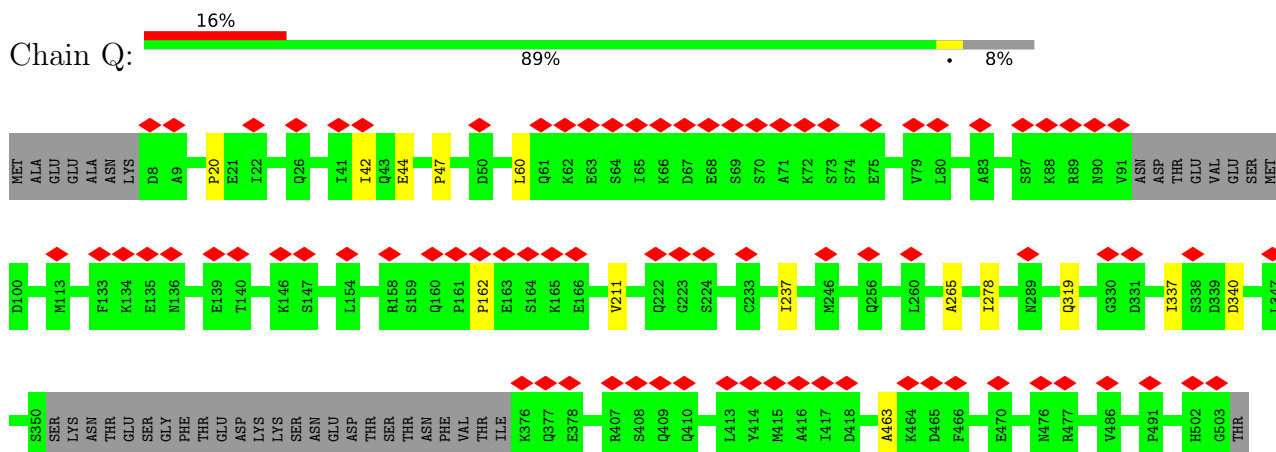 16%
Chain Q:
89% • 8%
MET ALA GLU GLU ALA ASN LYS D8 A9 P20 E21 I22 Q26 I41 I42 Q43 E44 P47 D50 L60 Q61 K62 E63 S64 I65 K66 D67 E68 S69 S70 A71 K72 S73 S74 E75 V79 L80 A83 S87 K88 R89 N90 V91 ASN ASP THR GLU VAL GLU SER MET
D100 M113 F133 K134 E135 N136 E139 T140 K146 S147 L154 R158 S159 Q160 P161 P162 E163 S164 K165 E166 V211 Q222 G223 S224 C233 I237 M246 Q256 L260 A265 I278 N289 Q319 G330 D331 I337 S338 D339 D340 L347
S350 SER LYS ASN THR GLU SER GLY PHE THR GLU ASP LYS LYS SER ASN GLU ASP THR SER THR ASN PHE VAL THR ILE K376 Q377 E378 R407 S408 Q409 Q410 L413 Y414 M415 A416 I417 D418 A463 K464 D465 F466 E470 N476 R477 V486 P491 H502 G503 THR